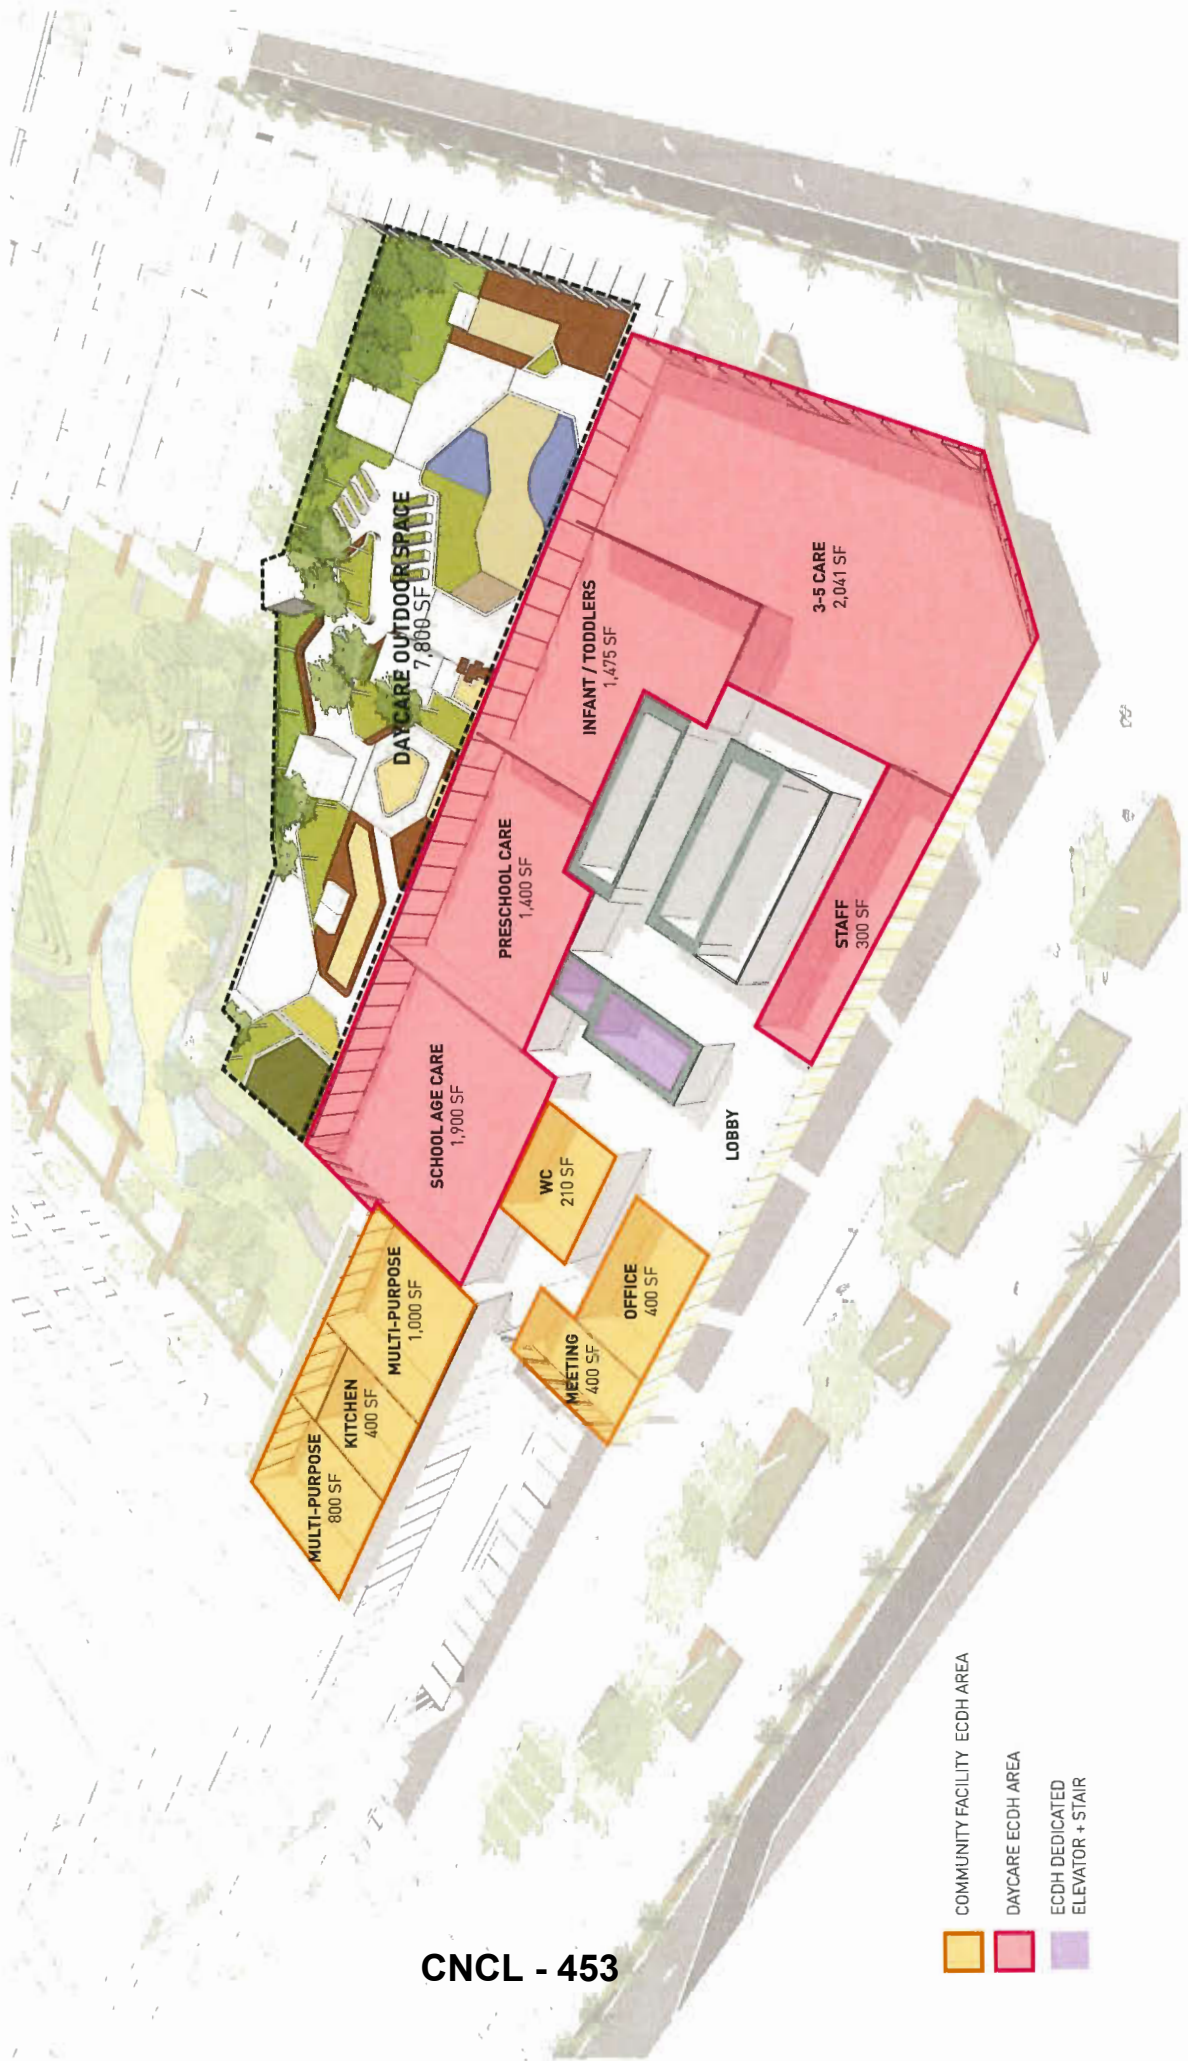 DAYCARE OUTDOOR SPACE
7,800 SF
3-5 CARE
2,041 SF
INFANT / TODDLERS
1,475 SF
PRESCHOOL CARE
1,400 SF
STAFF
300 SF
SCHOOL AGE CARE
1,900 SF
WC
210 SF
LOBBY
OFFICE
400 SF
MEETING
400 SF
MULTI-PURPOSE
1,000 SF
KITCHEN
400 SF
MULTI-PURPOSE
800 SF
COMMUNITY FACILITY ECDH AREA
DAYCARE ECDH AREA
ECDH DEDICATED
ELEVATOR + STAIR
CNCL - 453